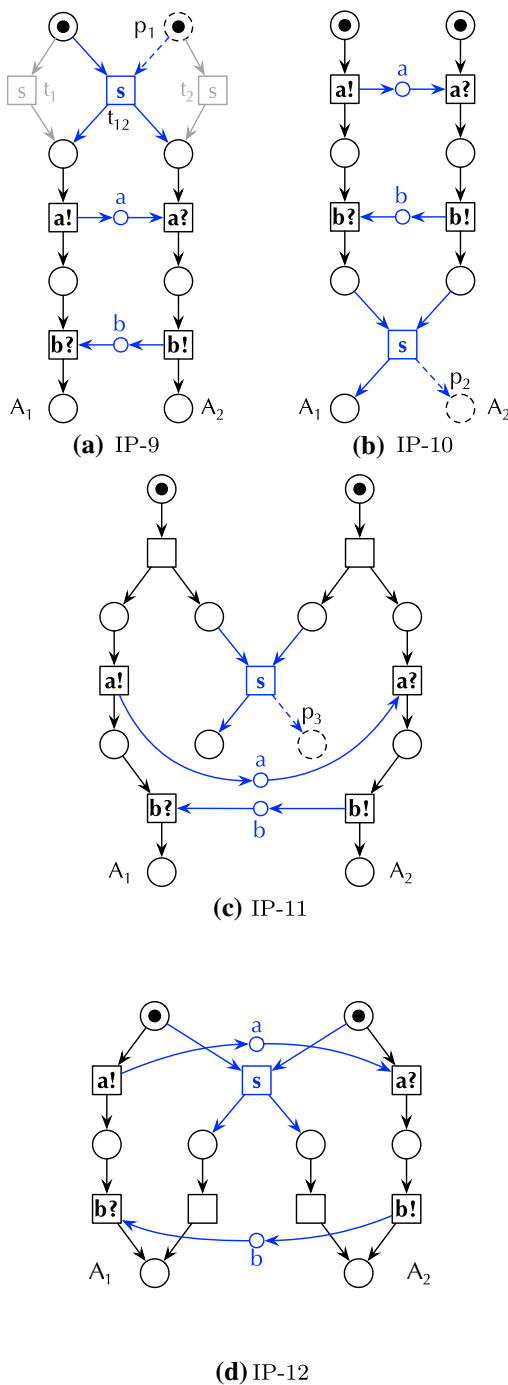 p1
a
s t1 s t2 s
t12
a! a?
a
a! a?
b
b? b!
b
b? b!
s
p2
A1 A2
A1 A2
(a) IP-9
(b) IP-10
s
a! a?
p3
a
b? b!
b
A1 A2
(c) IP-11
a
a! s a?
b? b!
b
A1 A2
(d) IP-12